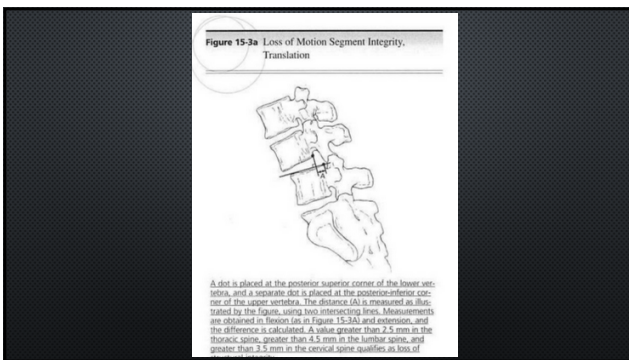 Figure 15-3a Loss of Motion Segment Integrity,
Translation
A
A dot is placed at the posterior superior corner of the lower ver-
tebra, and a separate dot is placed at the posterior-inferior cor-
ner of the upper vertebra. The distance (A) is measured as illus-
trated by the figure, using two intersecting lines. Measurements
are obtained in flexion (as in Figure 15-3A) and extension, and
the difference is calculated. A value greater than 2.5 mm in the
thoracic spine, greater than 4.5 mm in the lumbar spine, and
greater than 3.5 mm in the cervical spine qualifies as loss of